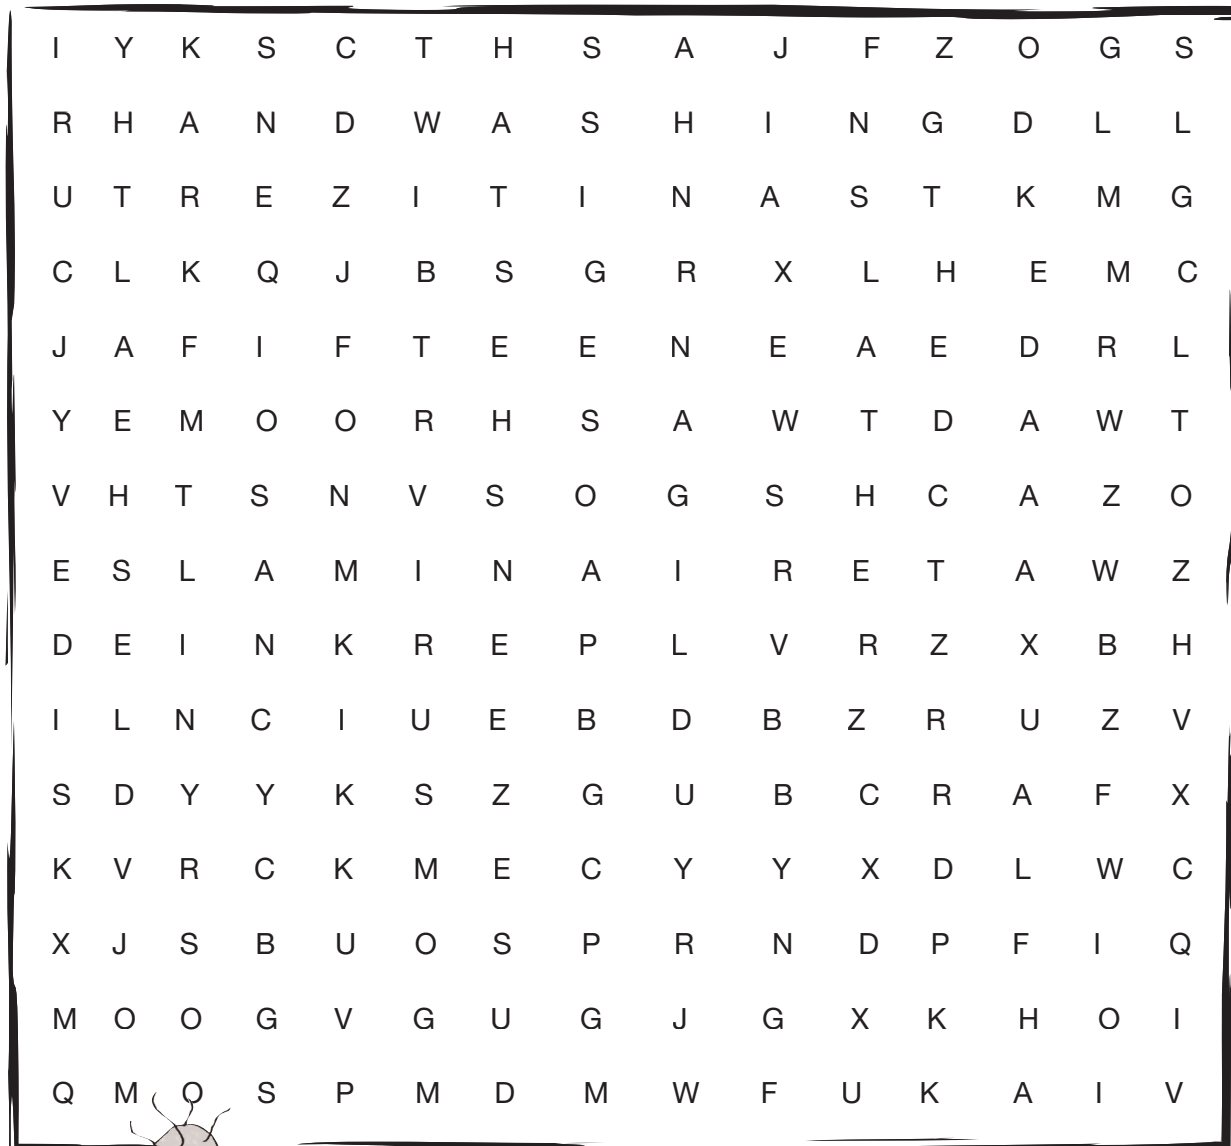 I Y K S C T H S A J F Z O G S
R H A N D W A S H I N G D L L
U T R E Z I T I N A S T K M G
C L K Q J B S G R X L H E M C
J A F I F T E E N E A E D R L
Y E M O O R H S A W T D A W T
V H T S N V S O G S H C A Z O
E S L A M I N A I R E T A W Z
D E I N K R E P L V R Z X B H
I L N C I U E B D B Z R U Z V
S D Y Y K S Z G U B C R A F X
K V R C K M E C Y Y X D L W C
X J S B U O S P R N D P F I Q
M O O G V G U G J G X K H O I
Q M O S P M D M W F U K A I V